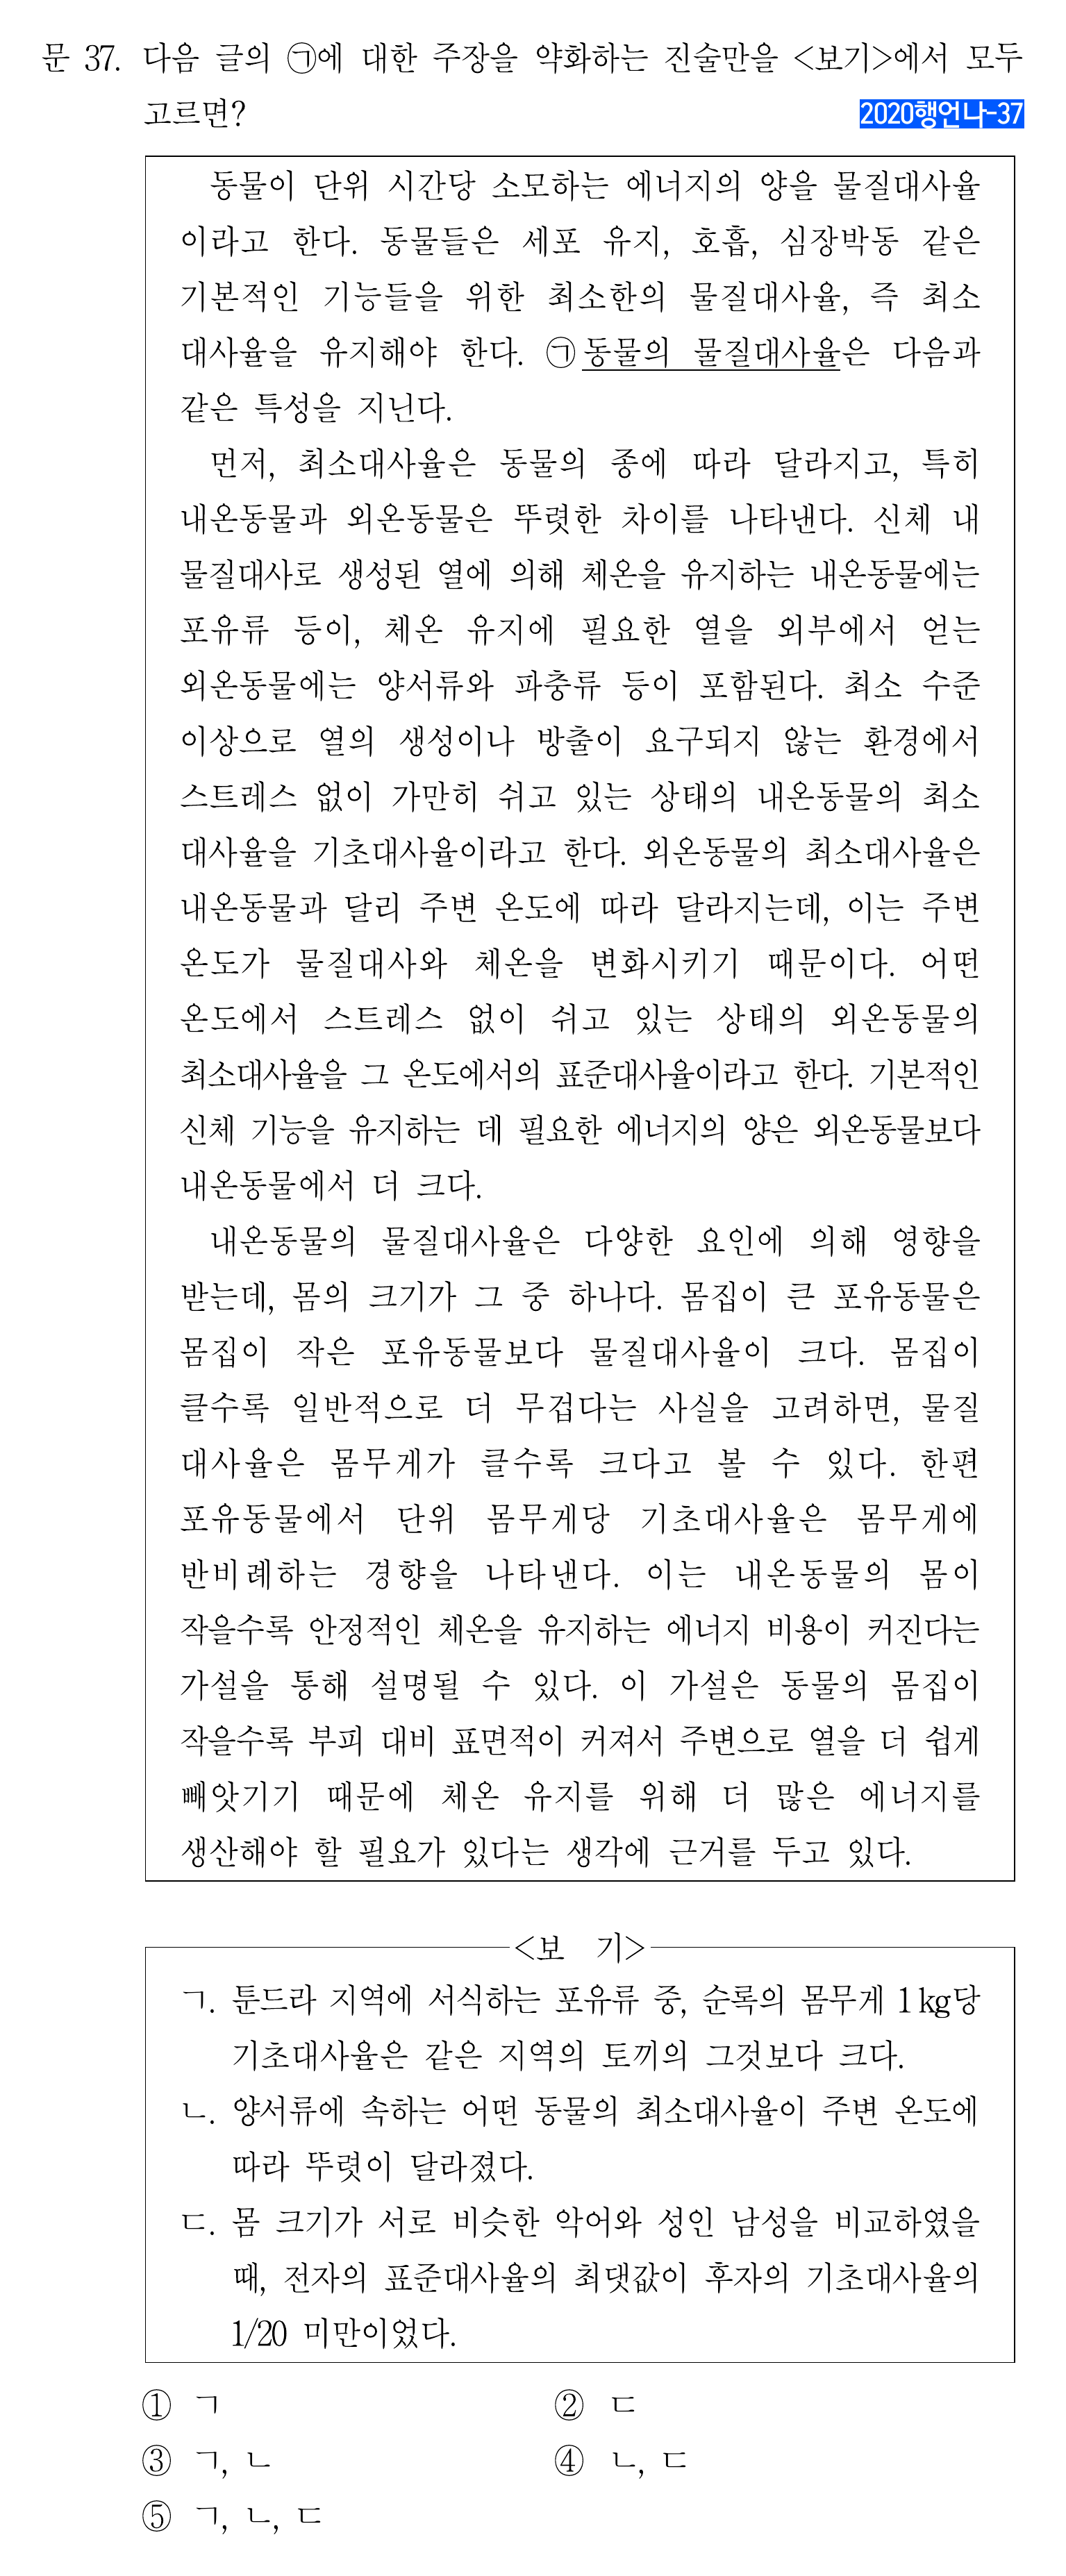 문 37. 다음 글의 ㉠에 대한 주장을 약화하는 진술만을 <보기>에서 모두
고르면?
2020행언나-37
동물이 단위 시간당 소모하는 에너지의 양을 물질대사율
이라고 한다. 동물들은 세포 유지, 호흡, 심장박동 같은
기본적인 기능들을 위한 최소한의 물질대사율, 즉 최소
대사율을 유지해야 한다. ㉠동물의 물질대사율은 다음과
같은 특성을 지닌다.
먼저, 최소대사율은 동물의 종에 따라 달라지고, 특히
내온동물과 외온동물은 뚜렷한 차이를 나타낸다. 신체 내
물질대사로 생성된 열에 의해 체온을 유지하는 내온동물에는
포유류 등이, 체온 유지에 필요한 열을 외부에서 얻는
외온동물에는 양서류와 파충류 등이 포함된다. 최소 수준
이상으로 열의 생성이나 방출이 요구되지 않는 환경에서
스트레스 없이 가만히 쉬고 있는 상태의 내온동물의 최소
대사율을 기초대사율이라고 한다. 외온동물의 최소대사율은
내온동물과 달리 주변 온도에 따라 달라지는데, 이는 주변
온도가 물질대사와 체온을 변화시키기 때문이다. 어떤
온도에서 스트레스 없이 쉬고 있는 상태의 외온동물의
최소대사율을 그 온도에서의 표준대사율이라고 한다. 기본적인
신체 기능을 유지하는 데 필요한 에너지의 양은 외온동물보다
내온동물에서 더 크다.
내온동물의 물질대사율은 다양한 요인에 의해 영향을
받는데, 몸의 크기가 그 중 하나다. 몸집이 큰 포유동물은
몸집이 작은 포유동물보다 물질대사율이 크다. 몸집이
클수록 일반적으로 더 무겁다는 사실을 고려하면, 물질
대사율은 몸무게가 클수록 크다고 볼 수 있다. 한편
포유동물에서 단위 몸무게당 기초대사율은 몸무게에
반비례하는 경향을 나타낸다. 이는 내온동물의 몸이
작을수록 안정적인 체온을 유지하는 에너지 비용이 커진다는
가설을 통해 설명될 수 있다. 이 가설은 동물의 몸집이
작을수록 부피 대비 표면적이 커져서 주변으로 열을 더 쉽게
빼앗기기 때문에 체온 유지를 위해 더 많은 에너지를
생산해야 할 필요가 있다는 생각에 근거를 두고 있다.
<보 기>
ㄱ. 툰드라 지역에 서식하는 포유류 중, 순록의 몸무게 1 kg당
기초대사율은 같은 지역의 토끼의 그것보다 크다.
ㄴ. 양서류에 속하는 어떤 동물의 최소대사율이 주변 온도에
따라 뚜렷이 달라졌다.
ㄷ. 몸 크기가 서로 비슷한 악어와 성인 남성을 비교하였을
때, 전자의 표준대사율의 최댓값이 후자의 기초대사율의
1/20 미만이었다.
① ㄱ ② ㄷ
③ ㄱ, ㄴ ④ ㄴ, ㄷ
⑤ ㄱ, ㄴ, ㄷ